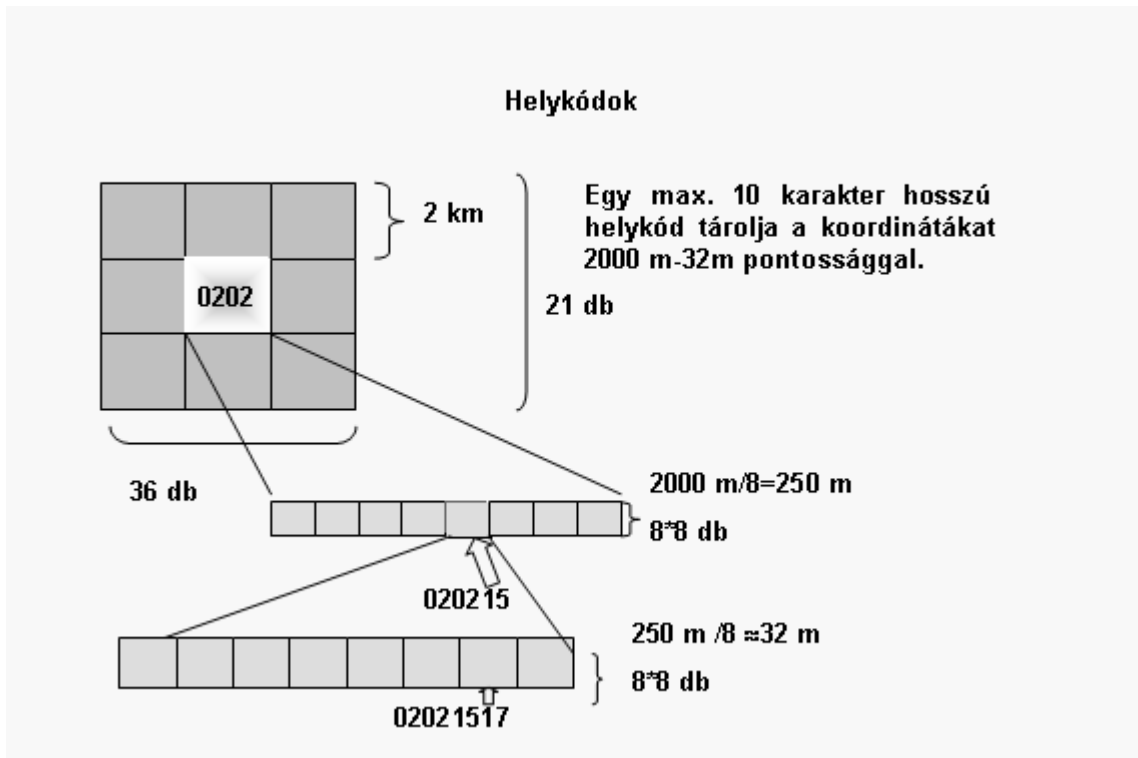 Helykódok
2 km
Egy max. 10 karakter hosszú
helykód tárolja a koordinátákat
2000 m-32m pontossággal.
0202
21 db
36 db
2000 m/8=250 m
8*8 db
020215
250 m /8 ≈32 m
8*8 db
02021517